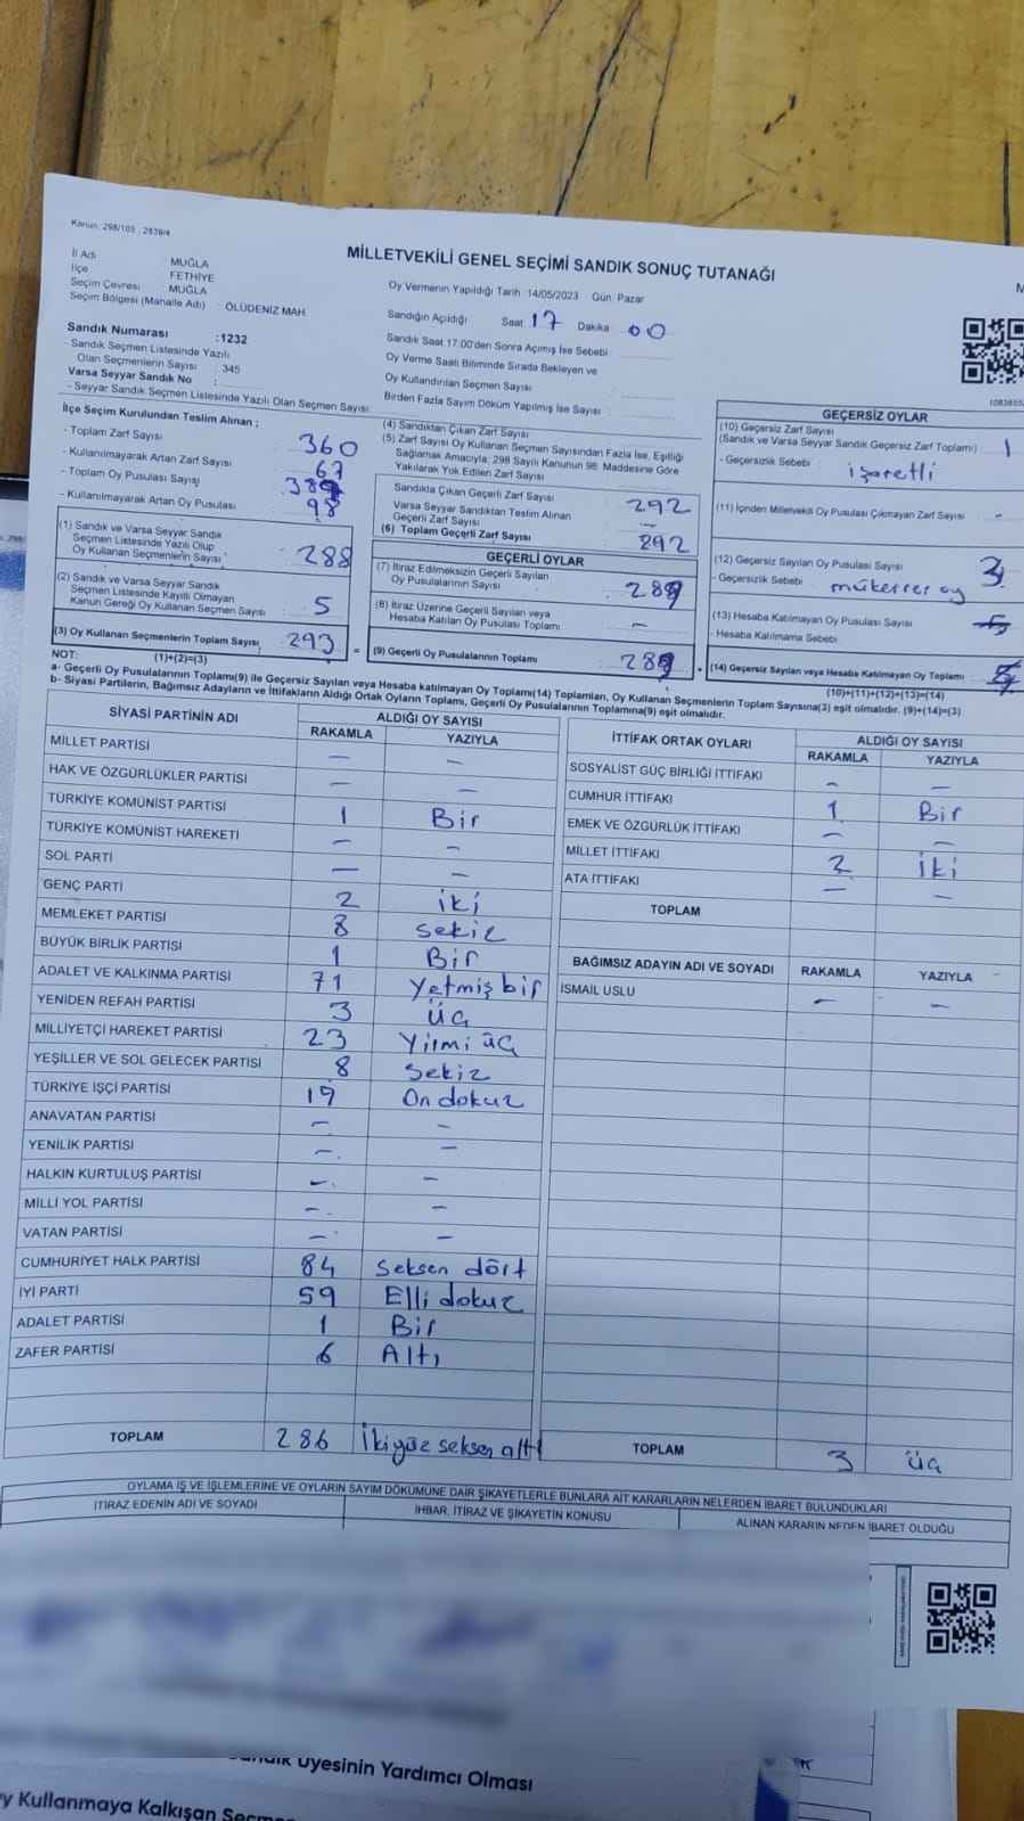 Kanun: 298/105 ; 2839/4
MİLLETVEKİLİ GENEL SEÇİMİ SANDIK SONUÇ TUTANAĞI
İl Adı MUĞLA
İlçe FETHİYE
Seçim Çevresi MUĞLA
Seçim Bölgesi (Mahalle Adı) : ÖLÜDENİZ MAH.
Oy Vermenin Yapıldığı Tarih :14/05/2023 Gün: Pazar
Sandığın Açıldığı Saat 17 Dakika 00
Sandık Saat 17:00'den Sonra Açılmış İse Sebebi
Oy Verme Saati Bitiminde Sırada Bekleyen ve
Oy Kullandırılan Seçmen Sayısı
Birden Fazla Sayım Döküm Yapılmış İse Sayısı
Sandık Numarası :1232
- Sandık Seçmen Listesinde Yazılı
Olan Seçmenlerin Sayısı : 345
Varsa Seyyar Sandık No :
- Seyyar Sandık Seçmen Listesinde Yazılı Olan Seçmen Sayısı
İlçe Seçim Kurulundan Teslim Alınan ;
- Toplam Zarf Sayısı 360
- Kullanılmayarak Artan Zarf Sayısı 67
- Toplam Oy Pusulası Sayısı
- Kullanılmayarak Artan Oy Pusulası 98
(1) Sandık ve Varsa Seyyar Sandık
Seçmen Listesinde Yazılı Olup
Oy Kullanan Seçmenlerin Sayısı 288
(2) Sandık ve Varsa Seyyar Sandık
Seçmen Listesinde Kayıtlı Olmayan
Kanun Gereği Oy Kullanan Seçmen Sayısı 5
(3) Oy Kullanan Seçmenlerin Toplam Sayısı 293
(1)+(2)=(3)
(4) Sandıktan Çıkan Zarf Sayısı
(5) Zarf Sayısı Oy Kullanan Seçmen Sayısından Fazla İse, Eşitliği
Sağlamak Amacıyla, 298 Sayılı Kanunun 98. Maddesine Göre
Yakılarak Yok Edilen Zarf Sayısı
Sandıkta Çıkan Geçerli Zarf Sayısı 292
Varsa Seyyar Sandıktan Teslim Alınan
Geçerli Zarf Sayısı -
(6) Toplam Geçerli Zarf Sayısı 292
GEÇERLİ OYLAR
(7) İtiraz Edilmeksizin Geçerli Sayılan
Oy Pusulalarının Sayısı 289
(8) İtiraz Üzerine Geçerli Sayılan veya
Hesaba Katılan Oy Pusulası Toplamı -
(9) Geçerli Oy Pusulalarının Toplamı 289
GEÇERSİZ OYLAR
(10) Geçersiz Zarf Sayısı
(Sandık ve Varsa Seyyar Sandık Geçersiz Zarf Toplamı) 1
- Geçersizlik Sebebi işaretli
(11) İçinden Milletvekili Oy Pusulası Çıkmayan Zarf Sayısı -
(12) Geçersiz Sayılan Oy Pusulası Sayısı 3
- Geçersizlik Sebebi mükerrer oy
(13) Hesaba Katılmayan Oy Pusulası Sayısı
- Hesaba Katılmama Sebebi
(14) Geçersiz Sayılan veya Hesaba Katılmayan Oy Toplamı
(10)+(11)+(12)+(13)=(14)
NOT:
a- Geçerli Oy Pusulalarının Toplamı(9) ile Geçersiz Sayılan veya Hesaba katılmayan Oy Toplamı(14) Toplamları, Oy Kullanan Seçmenlerin Toplam Sayısına(3) eşit olmalıdır. (9)+(14)=(3)
b- Siyasi Partilerin, Bağımsız Adayların ve İttifakların Aldığı Ortak Oyların Toplamı, Geçerli Oy Pusulalarının Toplamına(9) eşit olmalıdır.
SİYASİ PARTİNİN ADI ALDIĞI OY SAYISI
RAKAMLA YAZIYLA
MİLLET PARTİSİ - -
HAK VE ÖZGÜRLÜKLER PARTİSİ - -
TÜRKİYE KOMÜNİST PARTİSİ 1 Bir
TÜRKİYE KOMÜNİST HAREKETİ - -
SOL PARTİ - -
GENÇ PARTİ 2 iki
MEMLEKET PARTİSİ 8 sekiz
BÜYÜK BİRLİK PARTİSİ 1 Bir
ADALET VE KALKINMA PARTİSİ 71 Yetmiş bir
YENİDEN REFAH PARTİSİ 3 üç
MİLLİYETÇİ HAREKET PARTİSİ 23 Yirmi üç
YEŞİLLER VE SOL GELECEK PARTİSİ 8 Sekiz
TÜRKİYE İŞÇİ PARTİSİ 19 On dokuz
ANAVATAN PARTİSİ - -
YENİLİK PARTİSİ - -
HALKIN KURTULUŞ PARTİSİ - -
MİLLİ YOL PARTİSİ - -
VATAN PARTİSİ - -
CUMHURİYET HALK PARTİSİ 84 Seksen dört
İYİ PARTİ 59 Elli dokuz
ADALET PARTİSİ 1 Bir
ZAFER PARTİSİ 6 Altı
TOPLAM 286 İkiyüz seksen altı
İTTİFAK ORTAK OYLARI ALDIĞI OY SAYISI
RAKAMLA YAZIYLA
SOSYALİST GÜÇ BİRLİĞİ İTTİFAKI - -
CUMHUR İTTİFAKI 1 Bir
EMEK VE ÖZGÜRLÜK İTTİFAKI - -
MİLLET İTTİFAKI 2 İki
ATA İTTİFAKI - -
TOPLAM
BAĞIMSIZ ADAYIN ADI VE SOYADI RAKAMLA YAZIYLA
İSMAİL USLU - -
TOPLAM 3 üç
OYLAMA İŞ VE İŞLEMLERİNE VE OYLARIN SAYIM DÖKÜMÜNE DAİR ŞİKAYETLERLE BUNLARA AİT KARARLARIN NELERDEN İBARET BULUNDUKLARI
İTİRAZ EDENİN ADI VE SOYADI İHBAR, İTİRAZ VE ŞİKAYETİN KONUSU ALINAN KARARIN NEDEN İBARET OLDUĞU
Üyesinin Yardımcı Olması
Kullanmaya Kalkışan